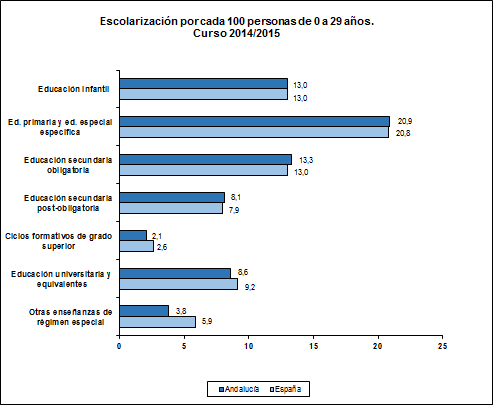 Escolarización por cada 100 personas de 0 a 29 años.
Curso 2014/2015
Educación infantil
13,0
13,0
Ed. primaria y ed. especial
específica
20,9
20,8
Educación secundaria
obligatoria
13,3
13,0
Educación secundaria
post-obligatoria
8,1
7,9
Ciclos formativos de grado
superior
2,1
2,6
Educación universitaria y
equivalentes
8,6
9,2
Otras enseñanzas de
régimen especial
3,8
5,9
0 5 10 15 20 25
Andalucía España